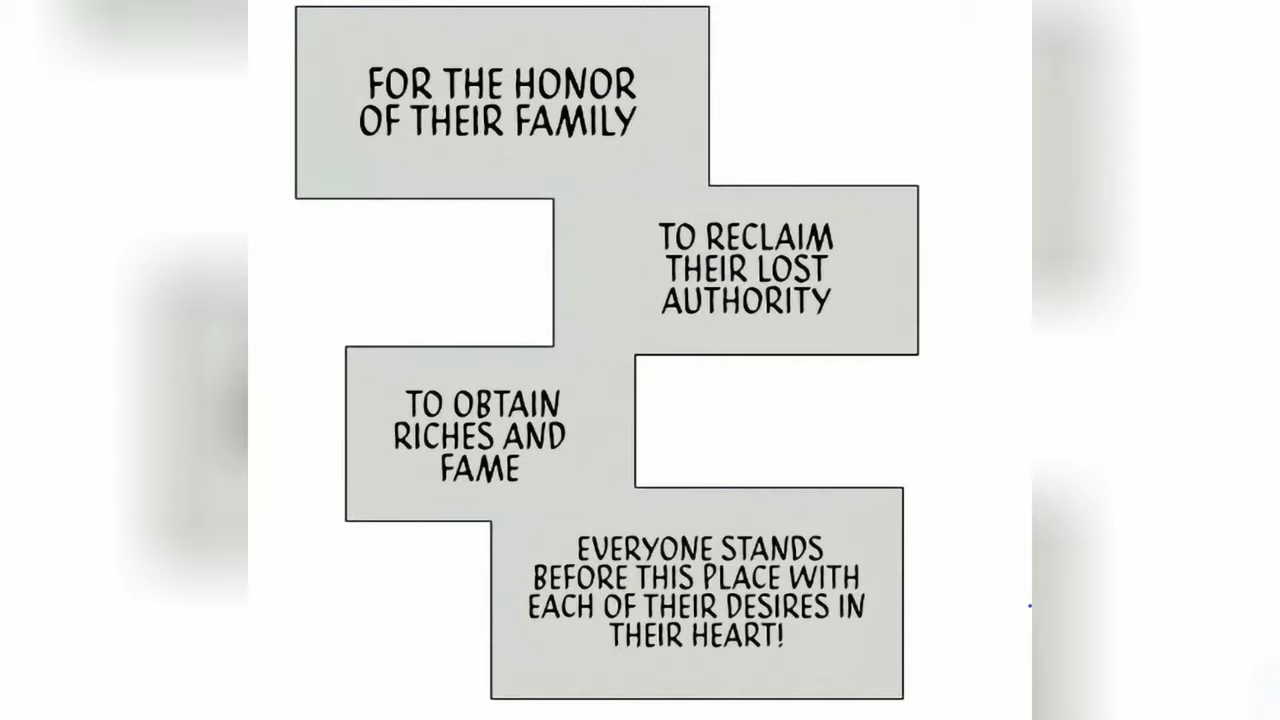 FOR THE HONOR
OF THEIR FAMILY
TO RECLAIM
THEIR LOST
AUTHORITY
TO OBTAIN
RICHES AND
FAME
EVERYONE STANDS
BEFORE THIS PLACE WITH
EACH OF THEIR DESIRES IN
THEIR HEART!